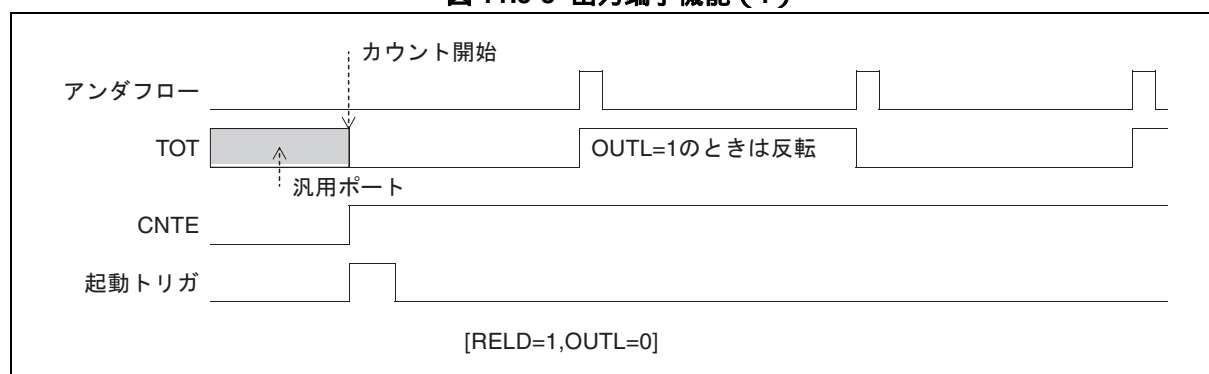 カウント開始
アンダフロー
TOT
OUTL=1のときは反転
汎用ポート
CNTE
起動トリガ
[RELD=1,OUTL=0]